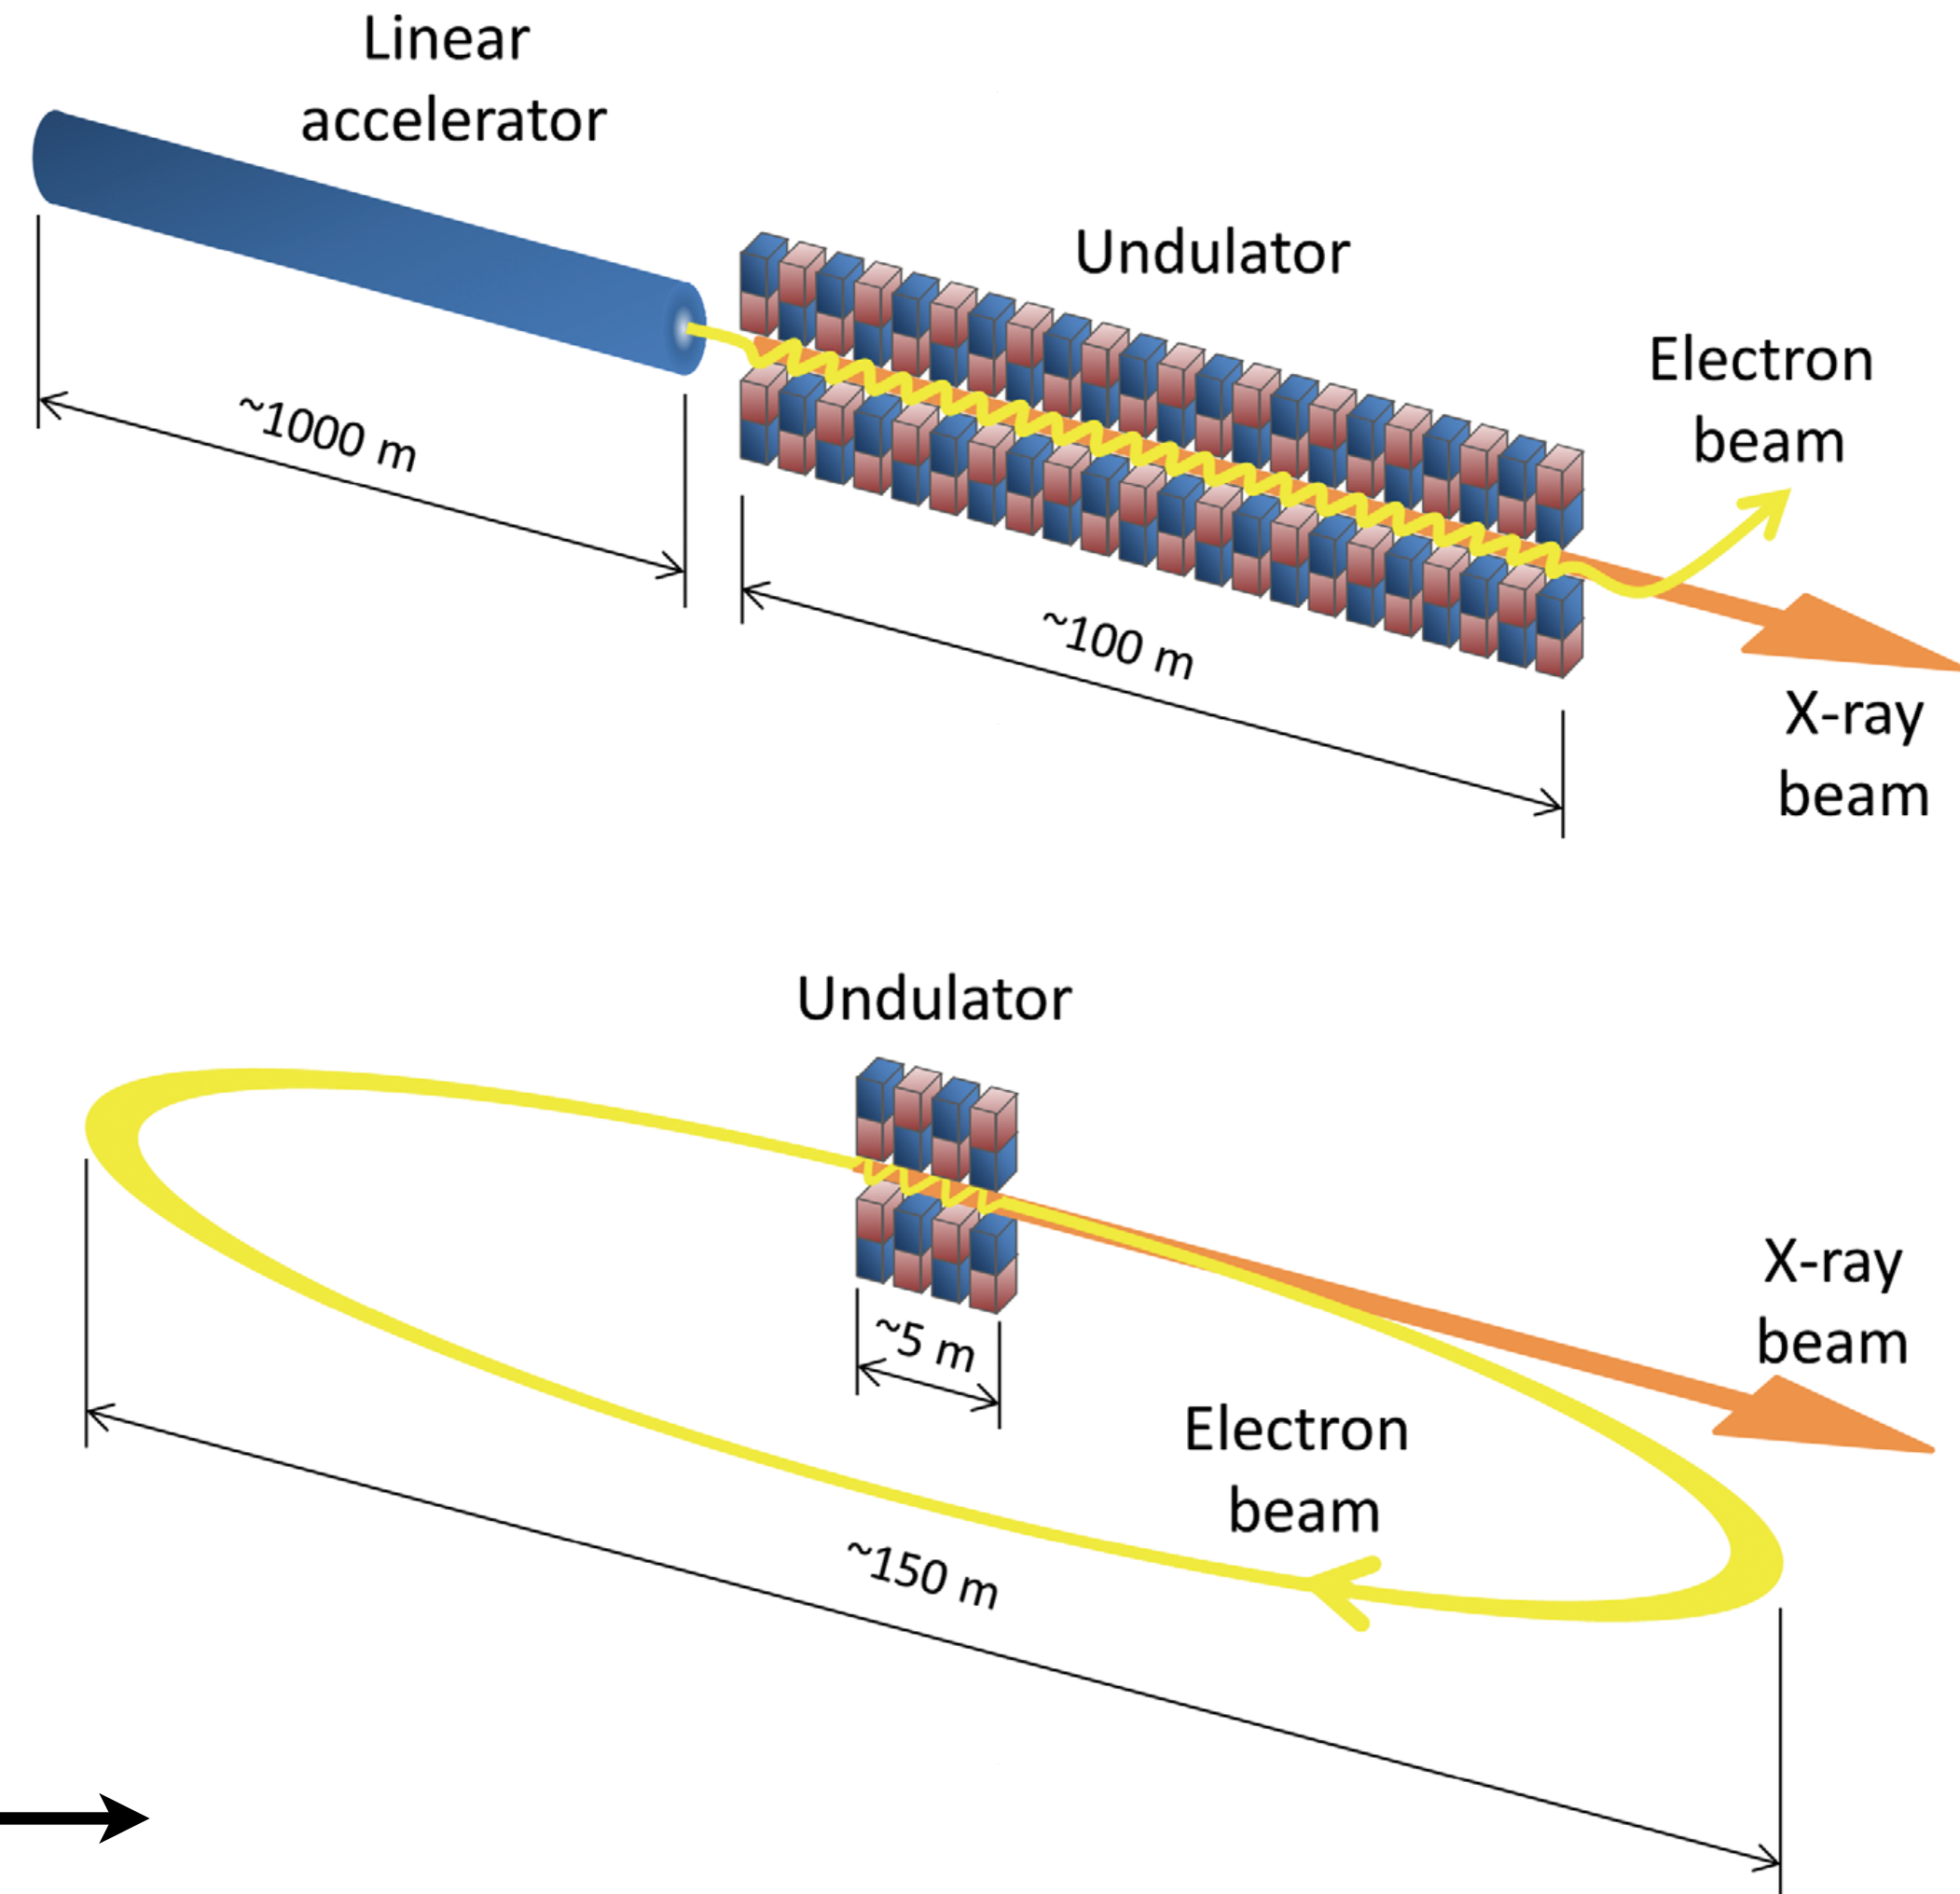 Linear
accelerator
Undulator
Electron
beam
~1000 m
~100 m
X-ray
beam
Undulator
X-ray
beam
~5 m
Electron
beam
~150 m